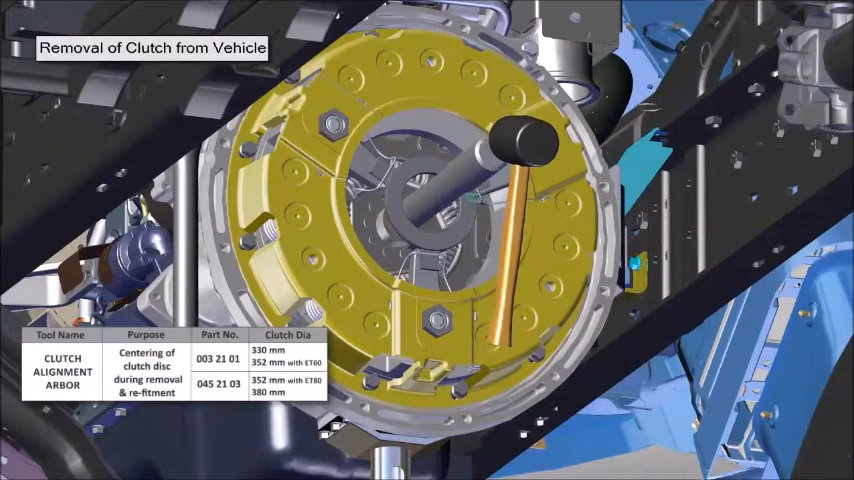 Removal of Clutch from Vehicle
Tool Name Purpose Part No. Clutch Dia
CLUTCH ALIGNMENT ARBOR
Centering of clutch disc during removal & re-fitment
003 21 01
330 mm
352 mm with ET60
045 21 03
352 mm with ET80
380 mm